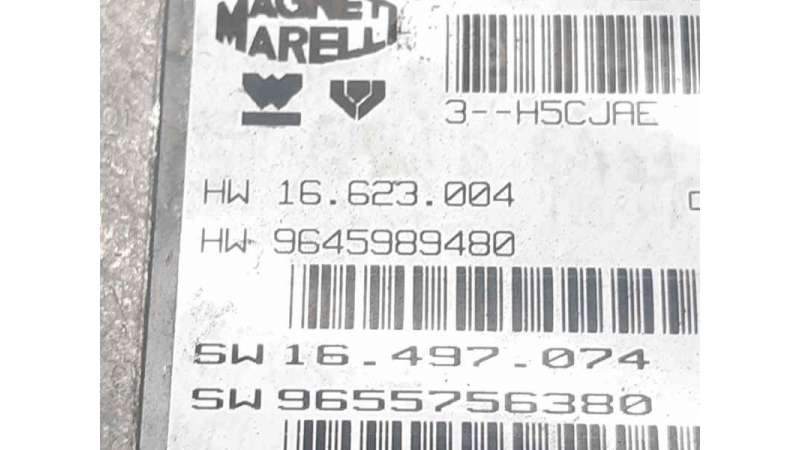 MAGNETI
MARELLI
3--H5CJAE
HW 16.623.004
HW 9645989480
SW 16.497.074
SW 9655756380